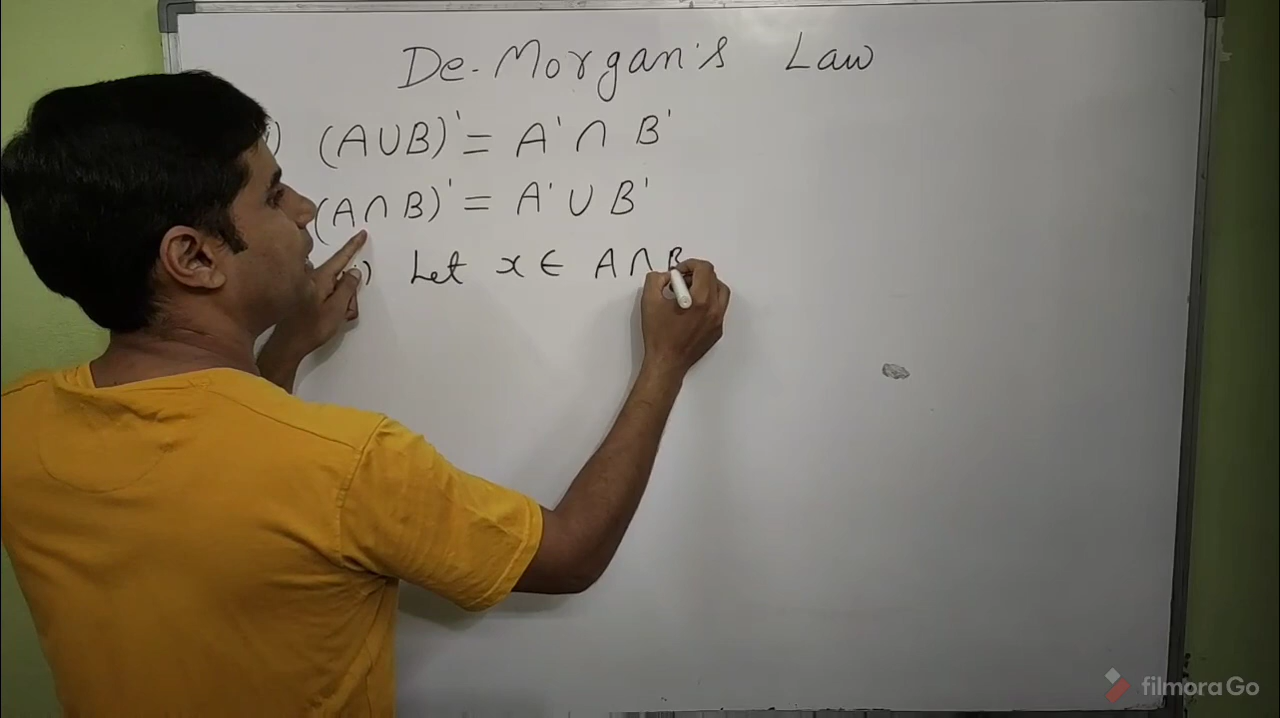 De-Morgan's Law
) (A∪B)' = A' ∩ B'
(A∩B)' = A' ∪ B'
i) Let x ∈ A∩B
filmoraGo